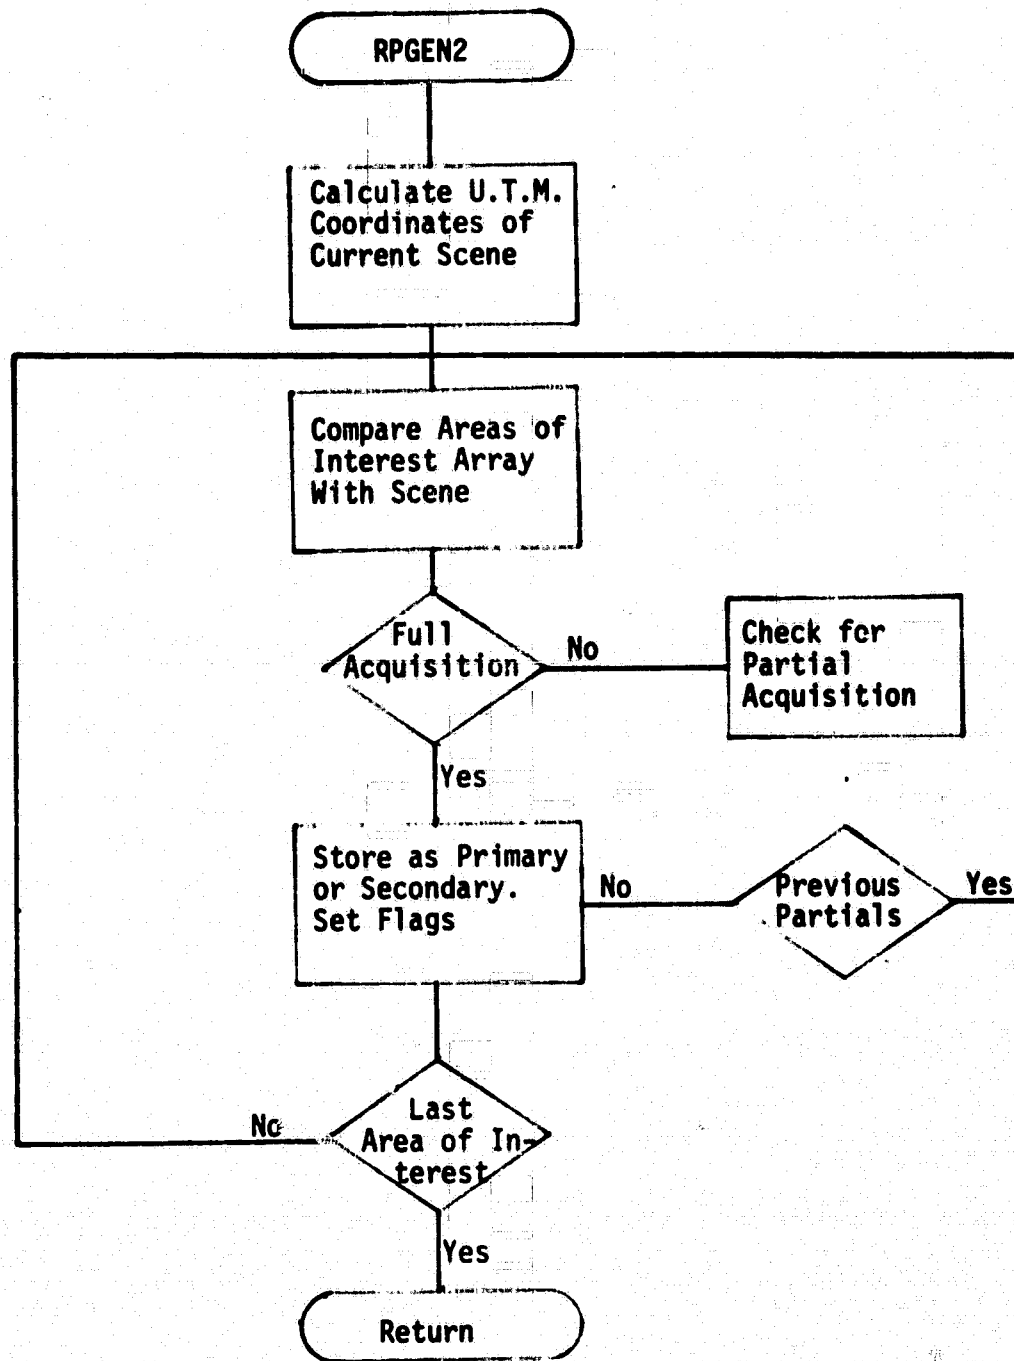 RPGEN2
Calculate U.T.M.
Coordinates of
Current Scene
Compare Areas of
Interest Array
With Scene
Full
Acquisition
No
Check for
Partial
Acquisition
Yes
Store as Primary
or Secondary.
Set Flags
No
Previous
Partials
Yes
No
Last
Area of In-
terest
Yes
Return